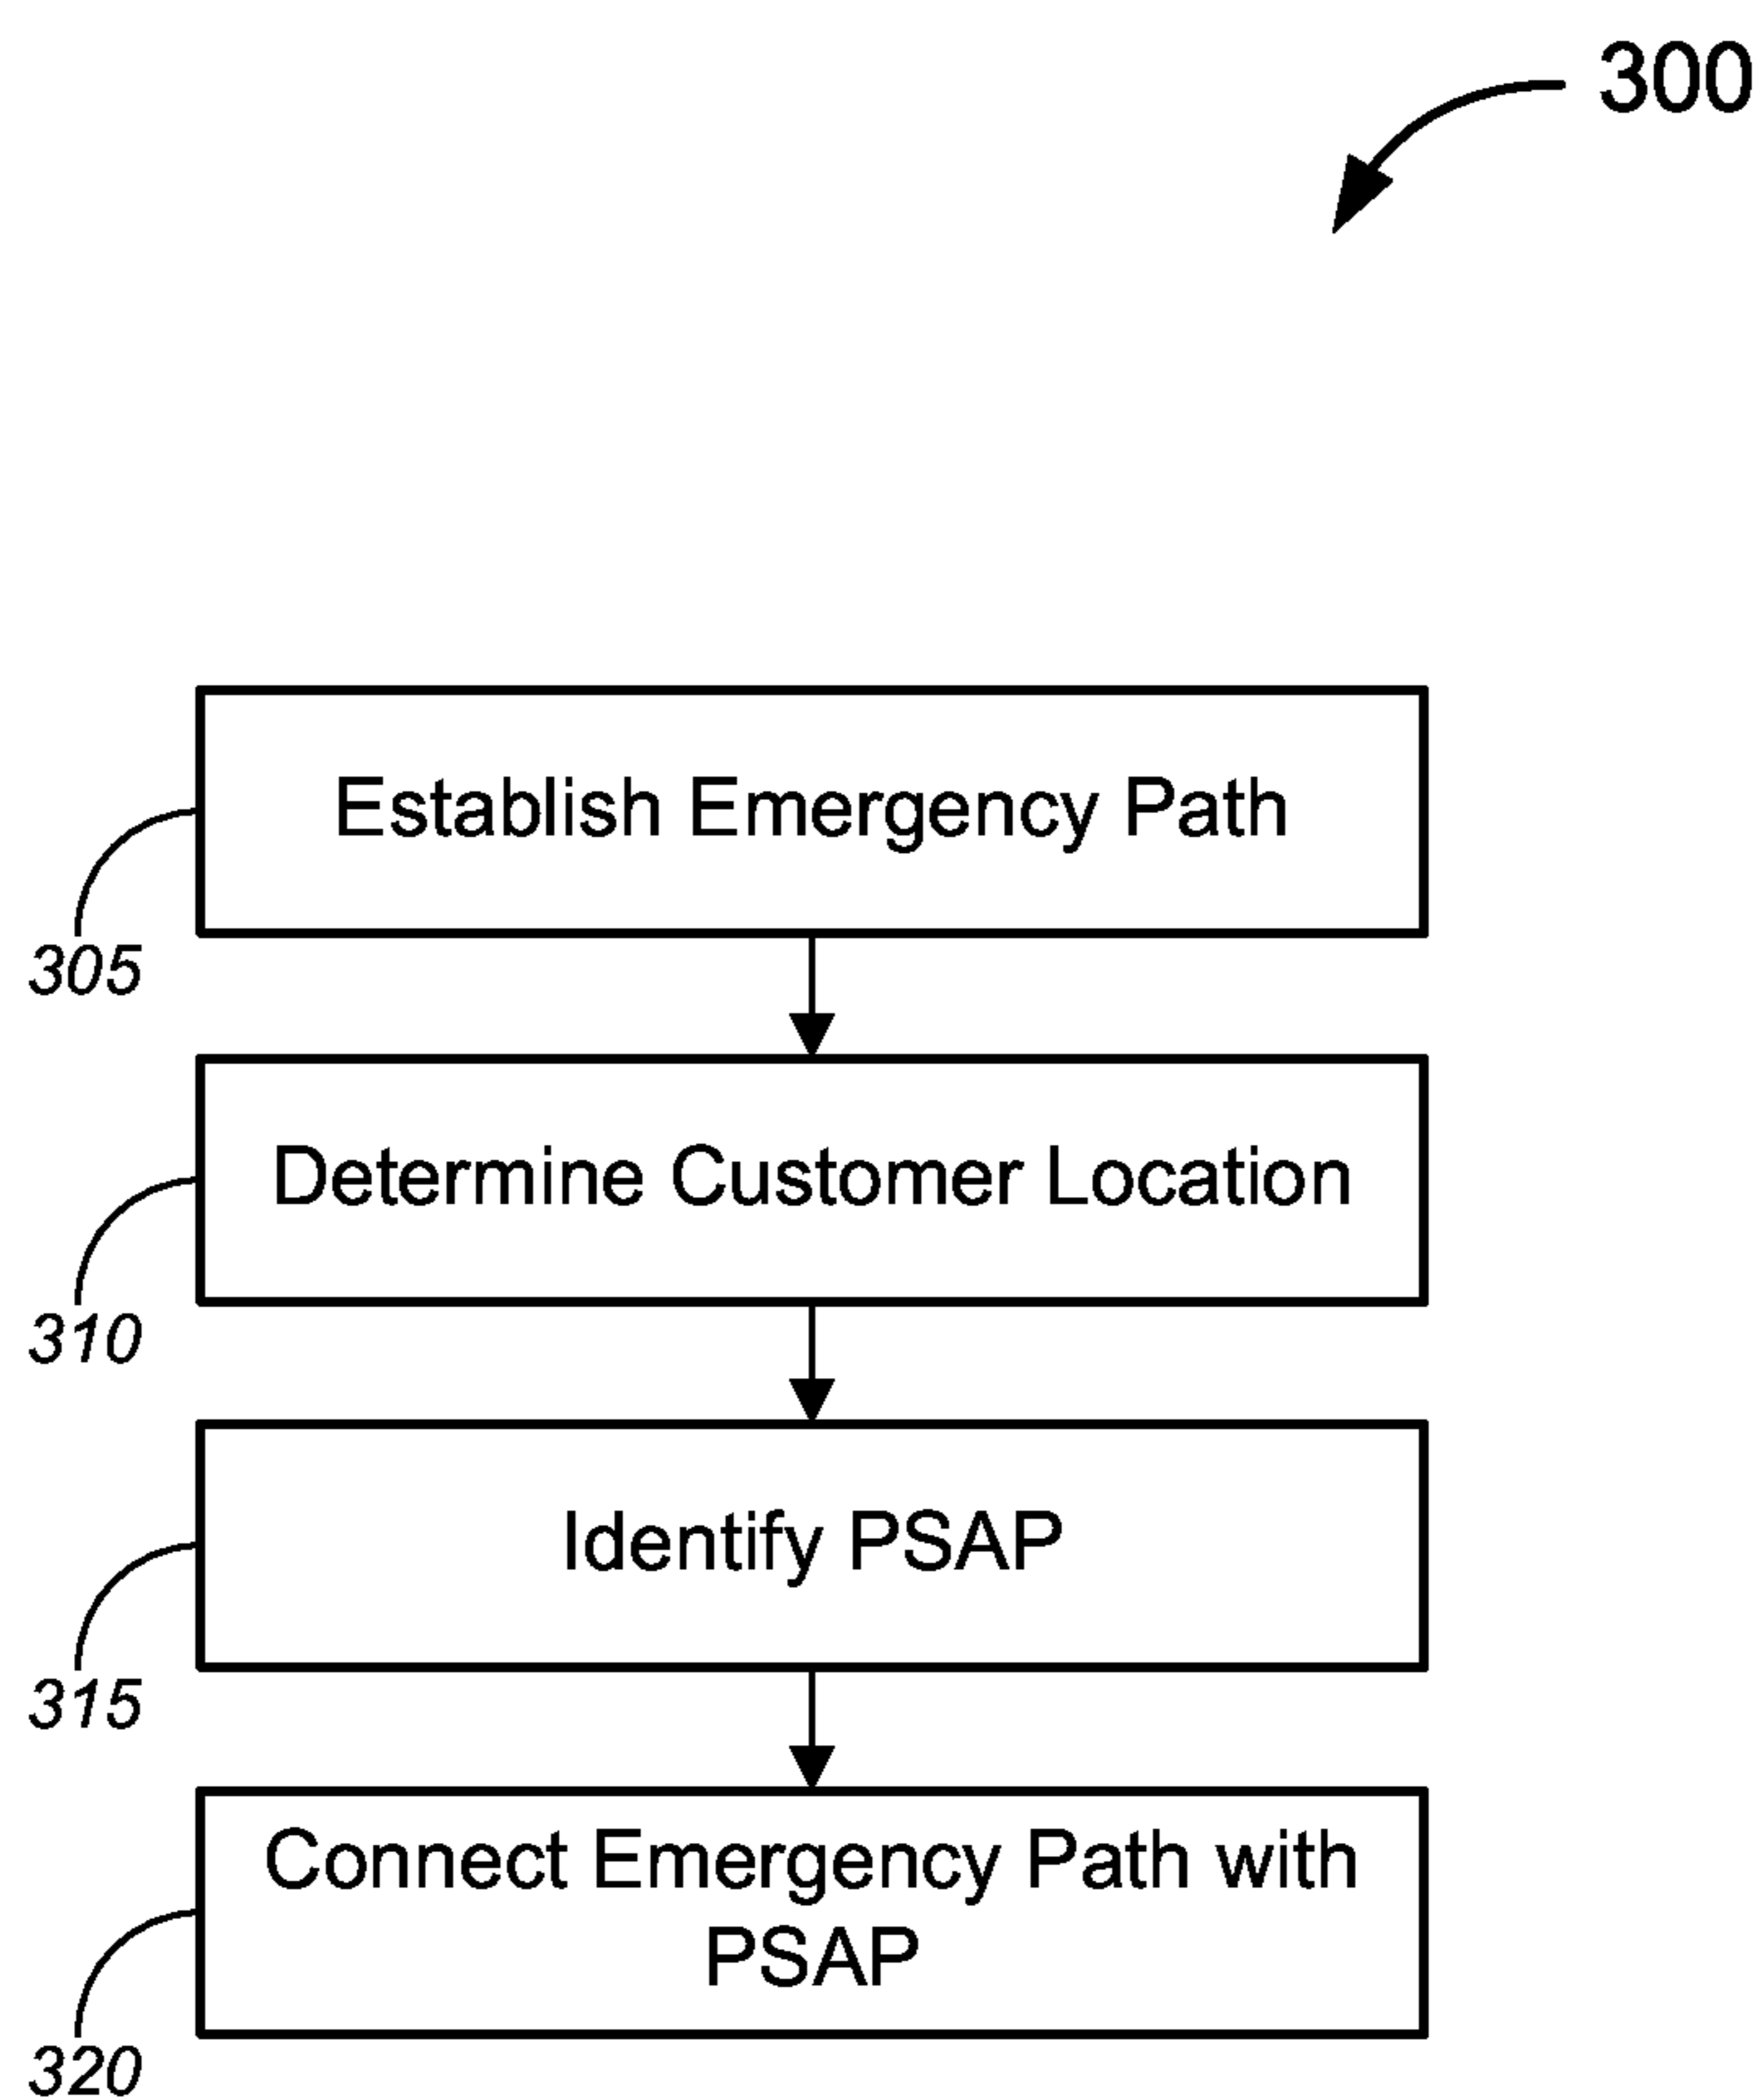 300
Establish Emergency Path
305
Determine Customer Location
310
Identify PSAP
315
Connect Emergency Path with
PSAP
320